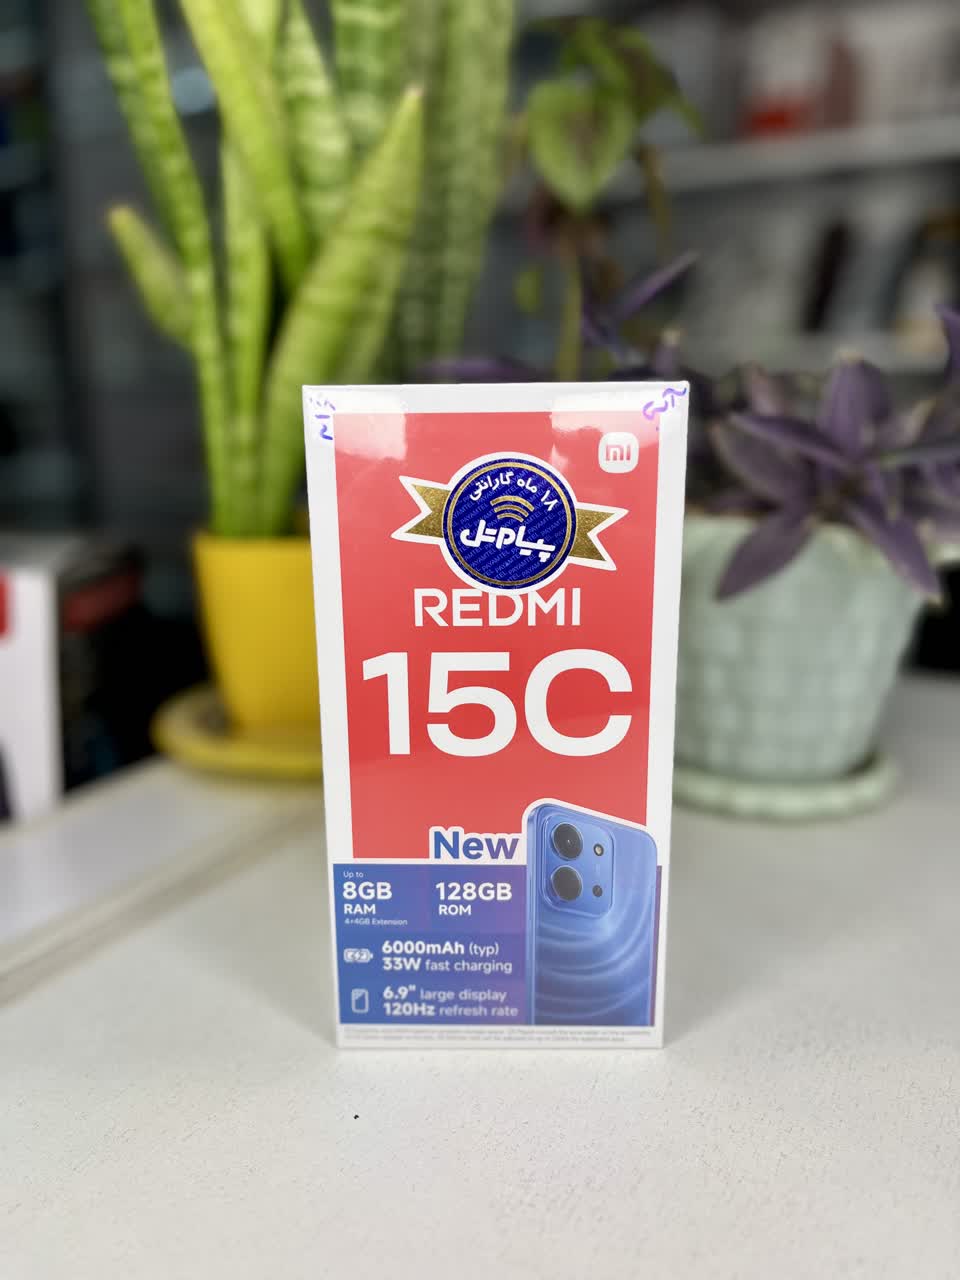 mi
۱۸ ماه گارانتی
پیام‌تل
REDMI
15C
New
Up to
8GB
RAM
4+4GB Extension
128GB
ROM
6000mAh (typ)
33W fast charging
6.9" large display
120Hz refresh rate